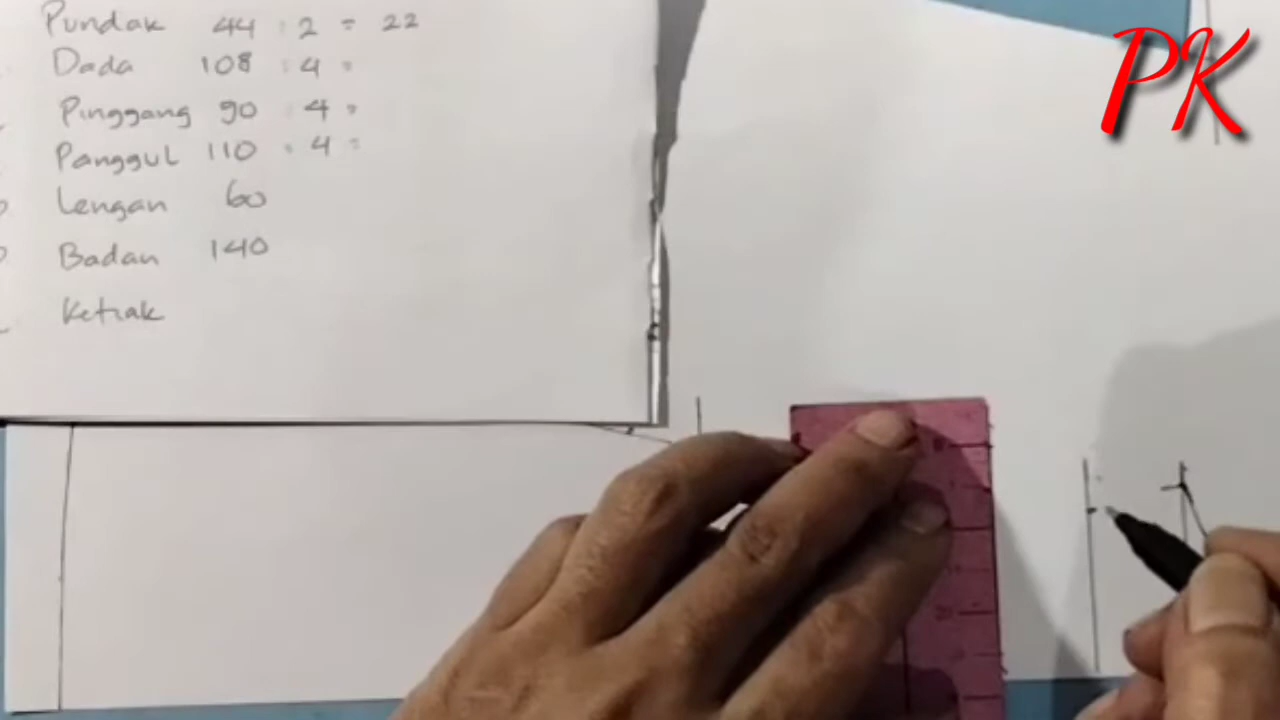 Pundak 44 : 2 = 22
Dada 108 : 4 =
Pinggang 90 : 4 =
Panggul 110 : 4 =
Lengan 60
Badan 140
Ketiak
PK